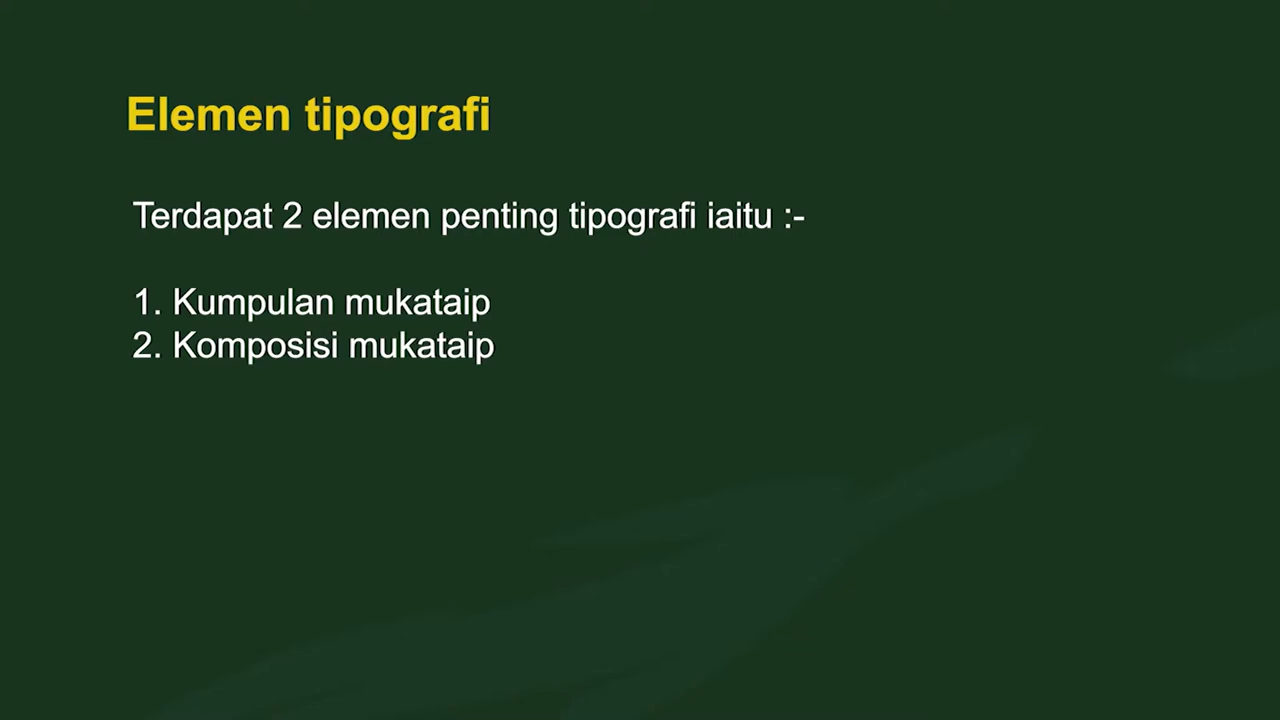 Elemen tipografi
Terdapat 2 elemen penting tipografi iaitu :-
1. Kumpulan mukataip
2. Komposisi mukataip